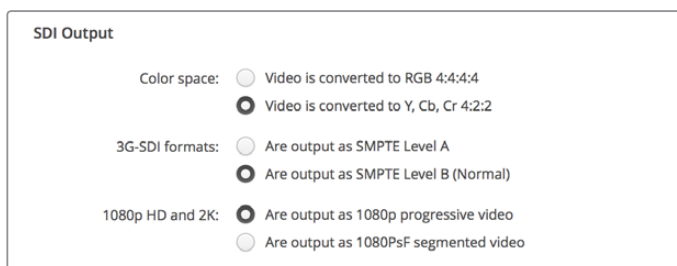 SDI Output
Color space: Video is converted to RGB 4:4:4:4
Video is converted to Y, Cb, Cr 4:2:2
3G-SDI formats: Are output as SMPTE Level A
Are output as SMPTE Level B (Normal)
1080p HD and 2K: Are output as 1080p progressive video
Are output as 1080PsF segmented video